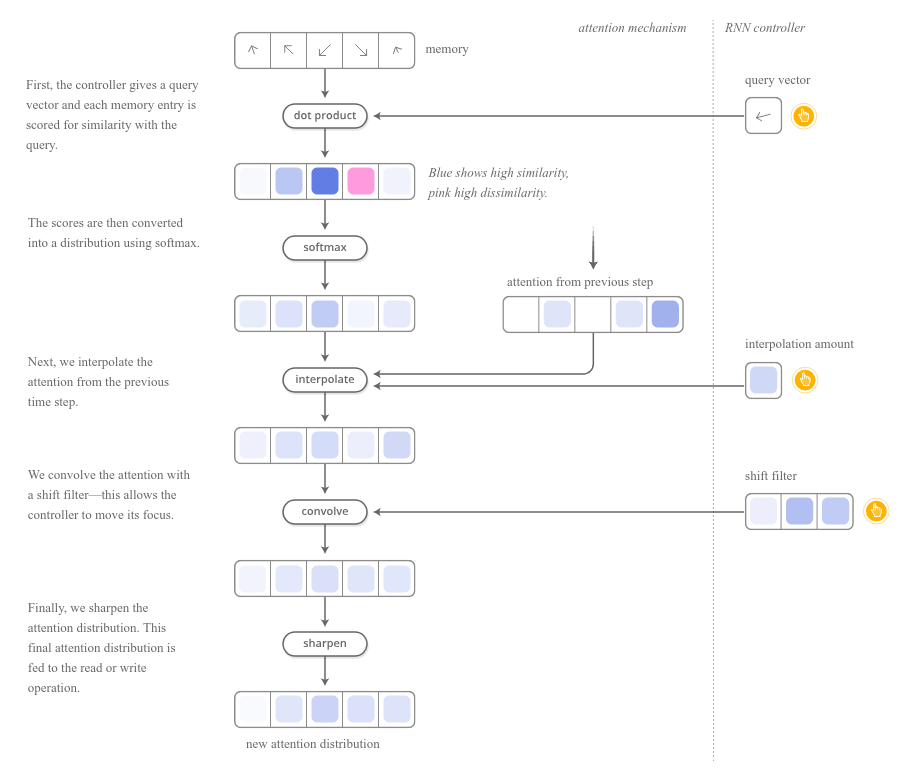 attention mechanism
RNN controller
memory
First, the controller gives a query
vector and each memory entry is
scored for similarity with the
query.
query vector
dot product
Blue shows high similarity,
pink high dissimilarity.
The scores are then converted
into a distribution using softmax.
softmax
attention from previous step
Next, we interpolate the
attention from the previous
time step.
interpolation amount
interpolate
We convolve the attention with
a shift filter—this allows the
controller to move its focus.
shift filter
convolve
Finally, we sharpen the
attention distribution. This
final attention distribution is
fed to the read or write
operation.
sharpen
new attention distribution